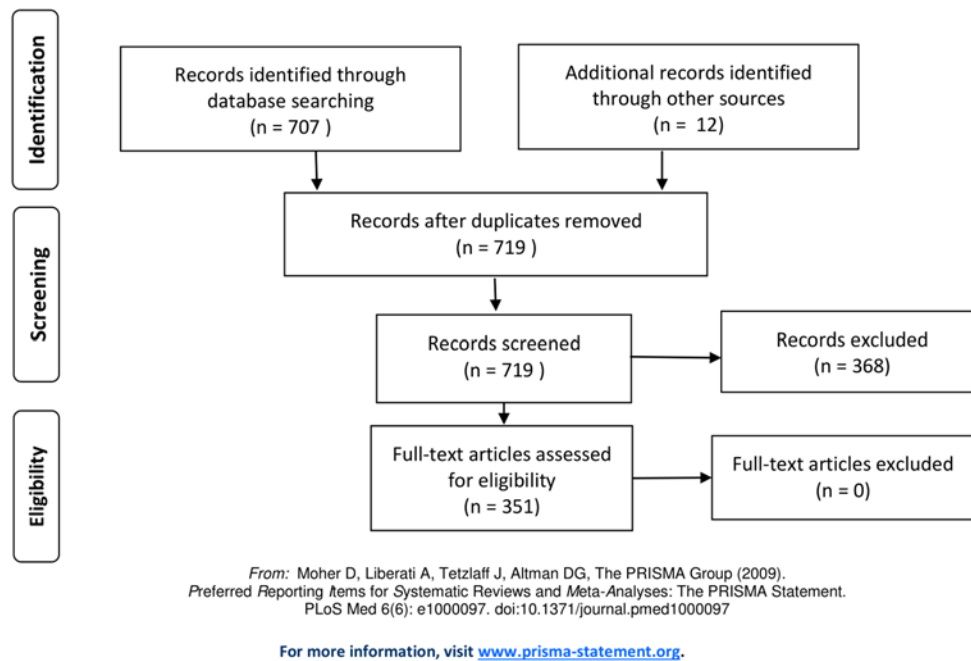 Identification
Records identified through
database searching
(n = 707 )
Additional records identified
through other sources
(n = 12)
Screening
Records after duplicates removed
(n = 719 )
Records screened
(n = 719 )
Records excluded
(n = 368)
Eligibility
Full-text articles assessed
for eligibility
(n = 351)
Full-text articles excluded
(n = 0)
From: Moher D, Liberati A, Tetzlaff J, Altman DG, The PRISMA Group (2009).
Preferred Reporting Items for Systematic Reviews and Meta-Analyses: The PRISMA Statement.
PLoS Med 6(6): e1000097. doi:10.1371/journal.pmed1000097
For more information, visit www.prisma-statement.org.